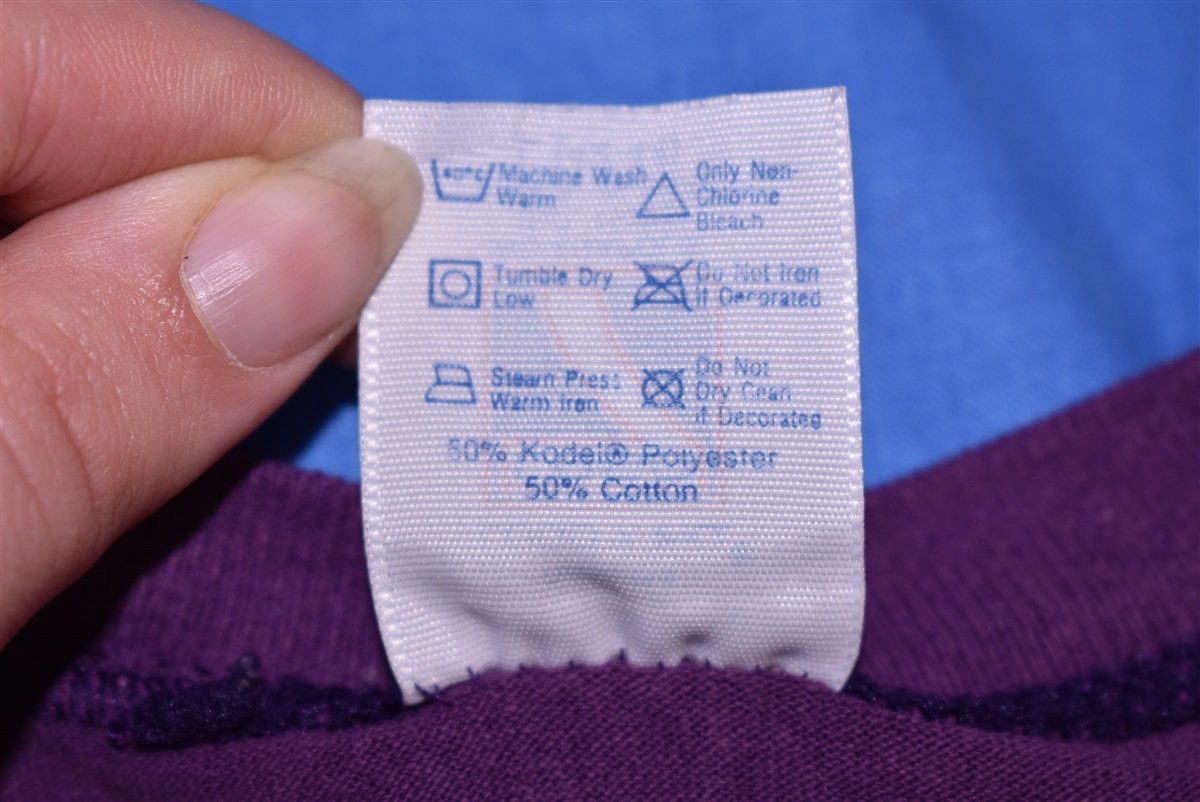 40°C Machine Wash
Warm
Only Non-
Chlorine
Bleach
Tumble Dry
Low
Do Not Iron
if Decorated
Steam Press
Warm Iron
Do Not
Dry Clean
if Decorated
50% Kodel® Polyester
50% Cotton